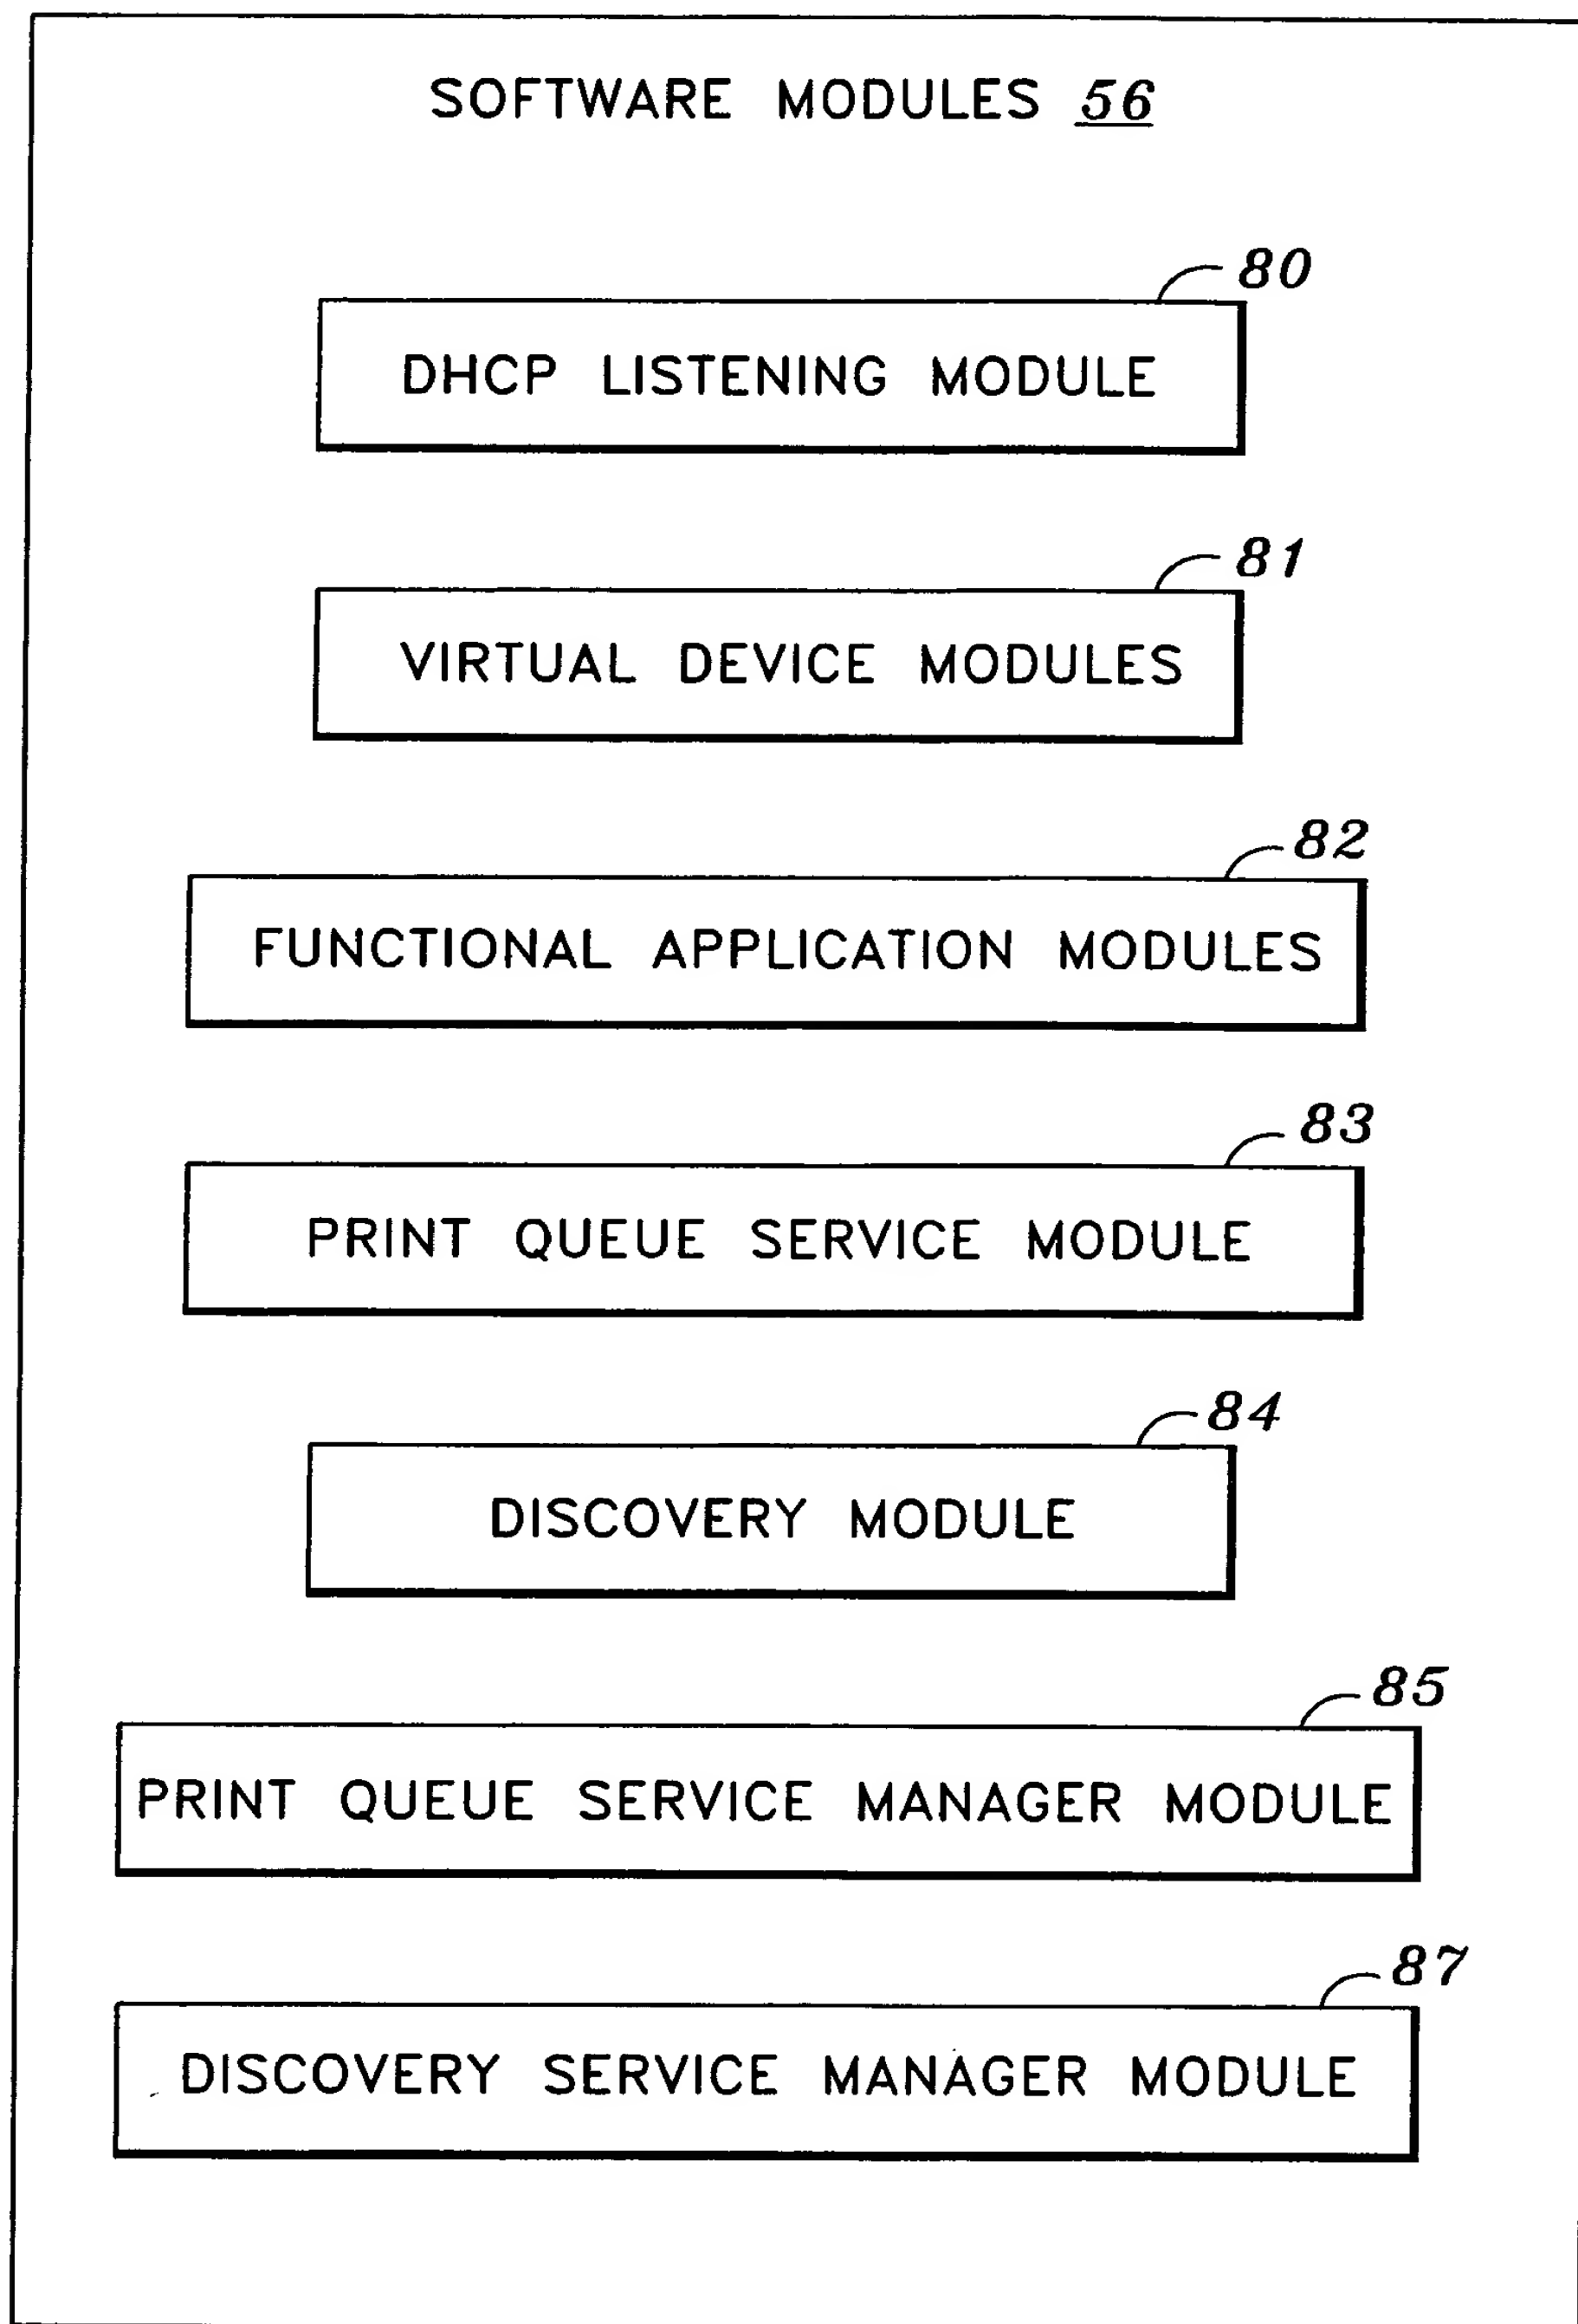 SOFTWARE MODULES 56
80
DHCP LISTENING MODULE
81
VIRTUAL DEVICE MODULES
82
FUNCTIONAL APPLICATION MODULES
83
PRINT QUEUE SERVICE MODULE
84
DISCOVERY MODULE
85
PRINT QUEUE SERVICE MANAGER MODULE
87
DISCOVERY SERVICE MANAGER MODULE